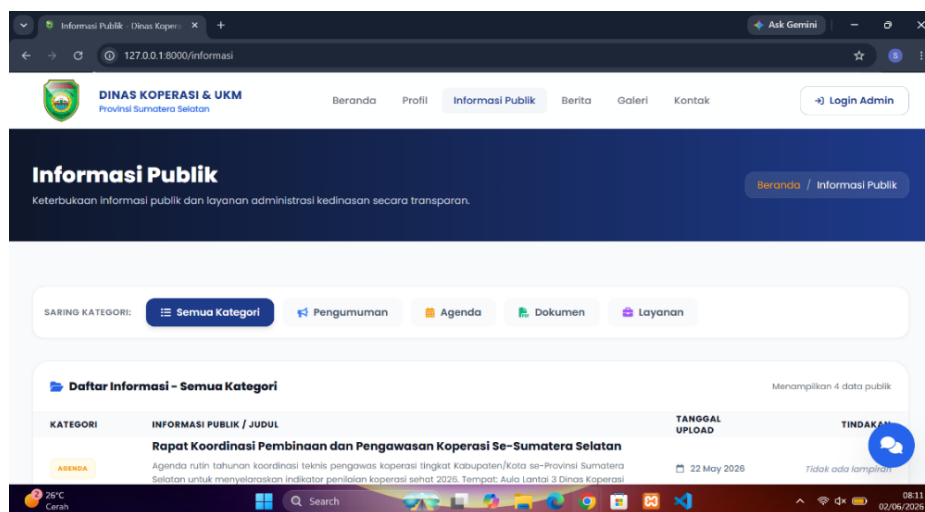 Informasi Publik - Dinas Kopera
Ask Gemini
127.0.0.1:8000/informasi
S
DINAS KOPERASI & UKM
Provinsi Sumatera Selatan
Beranda Profil Informasi Publik Berita Galeri Kontak
Login Admin
Informasi Publik
Keterbukaan informasi publik dan layanan administrasi kedinasan secara transparan.
Beranda / Informasi Publik
SARING KATEGORI: Semua Kategori Pengumuman Agenda Dokumen Layanan
Daftar Informasi - Semua Kategori
Menampilkan 4 data publik
KATEGORI INFORMASI PUBLIK / JUDUL TANGGAL UPLOAD TINDAKAN
Rapat Koordinasi Pembinaan dan Pengawasan Koperasi Se-Sumatera Selatan
AGENDA
Agenda rutin tahunan koordinasi teknis pengawas koperasi tingkat Kabupaten/Kota se-Provinsi Sumatera
Selatan untuk menyelaraskan indikator penilaian koperasi sehat 2026. Tempat: Aula Lantai 3 Dinas Koperasi
22 May 2026
Tidak ada lampiran
2
26°C
Cerah
Search
08:11
02/06/2026